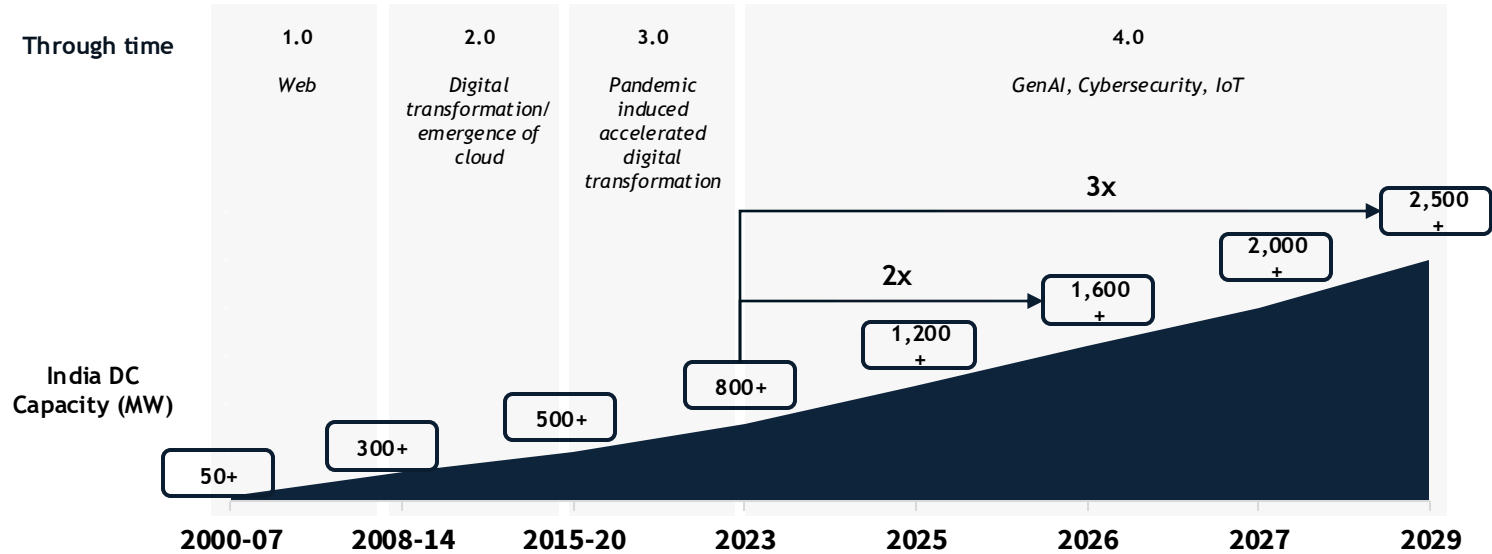 Through time
1.0
2.0
3.0
4.0
Web
Digital
transformation/
emergence of
cloud
Pandemic
induced
accelerated
digital
transformation
GenAI, Cybersecurity, IoT
3x
2x
India DC
Capacity (MW)
50+
300+
500+
800+
1,200
+
1,600
+
2,000
+
2,500
+
2000-07
2008-14
2015-20
2023
2025
2026
2027
2029